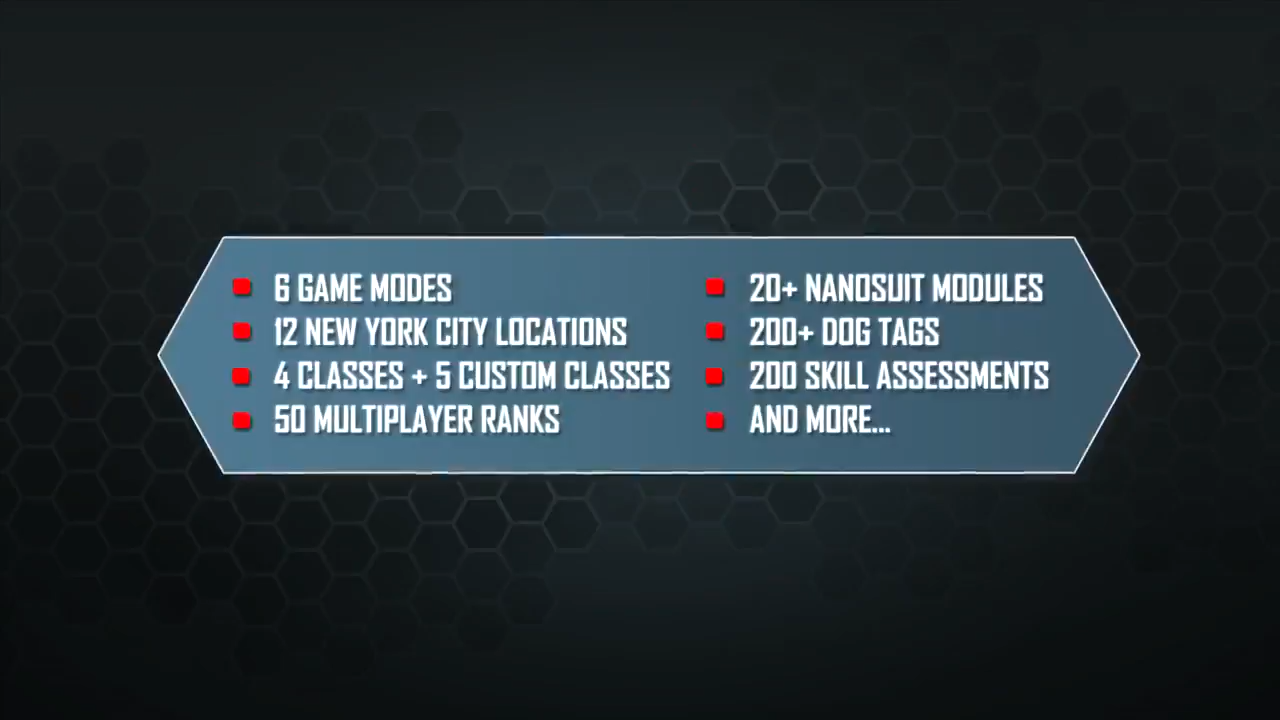 6 GAME MODES
12 NEW YORK CITY LOCATIONS
4 CLASSES + 5 CUSTOM CLASSES
50 MULTIPLAYER RANKS
20+ NANOSUIT MODULES
200+ DOG TAGS
200 SKILL ASSESSMENTS
AND MORE...